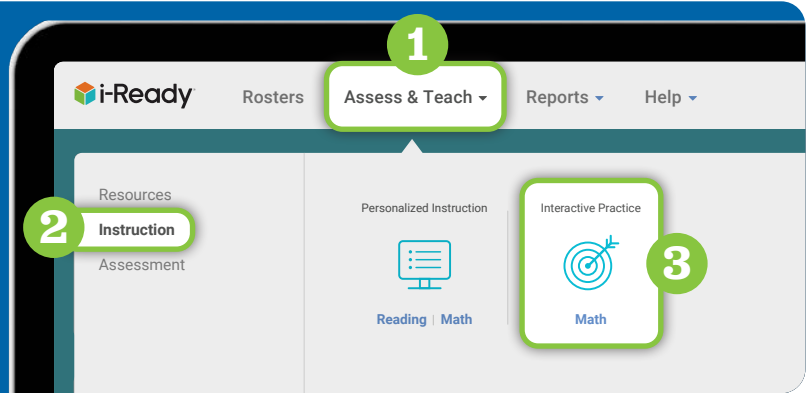 1
i-Ready Rosters Assess & Teach Reports Help
Resources
2 Instruction
Assessment
Personalized Instruction
Reading | Math
Interactive Practice
3
Math